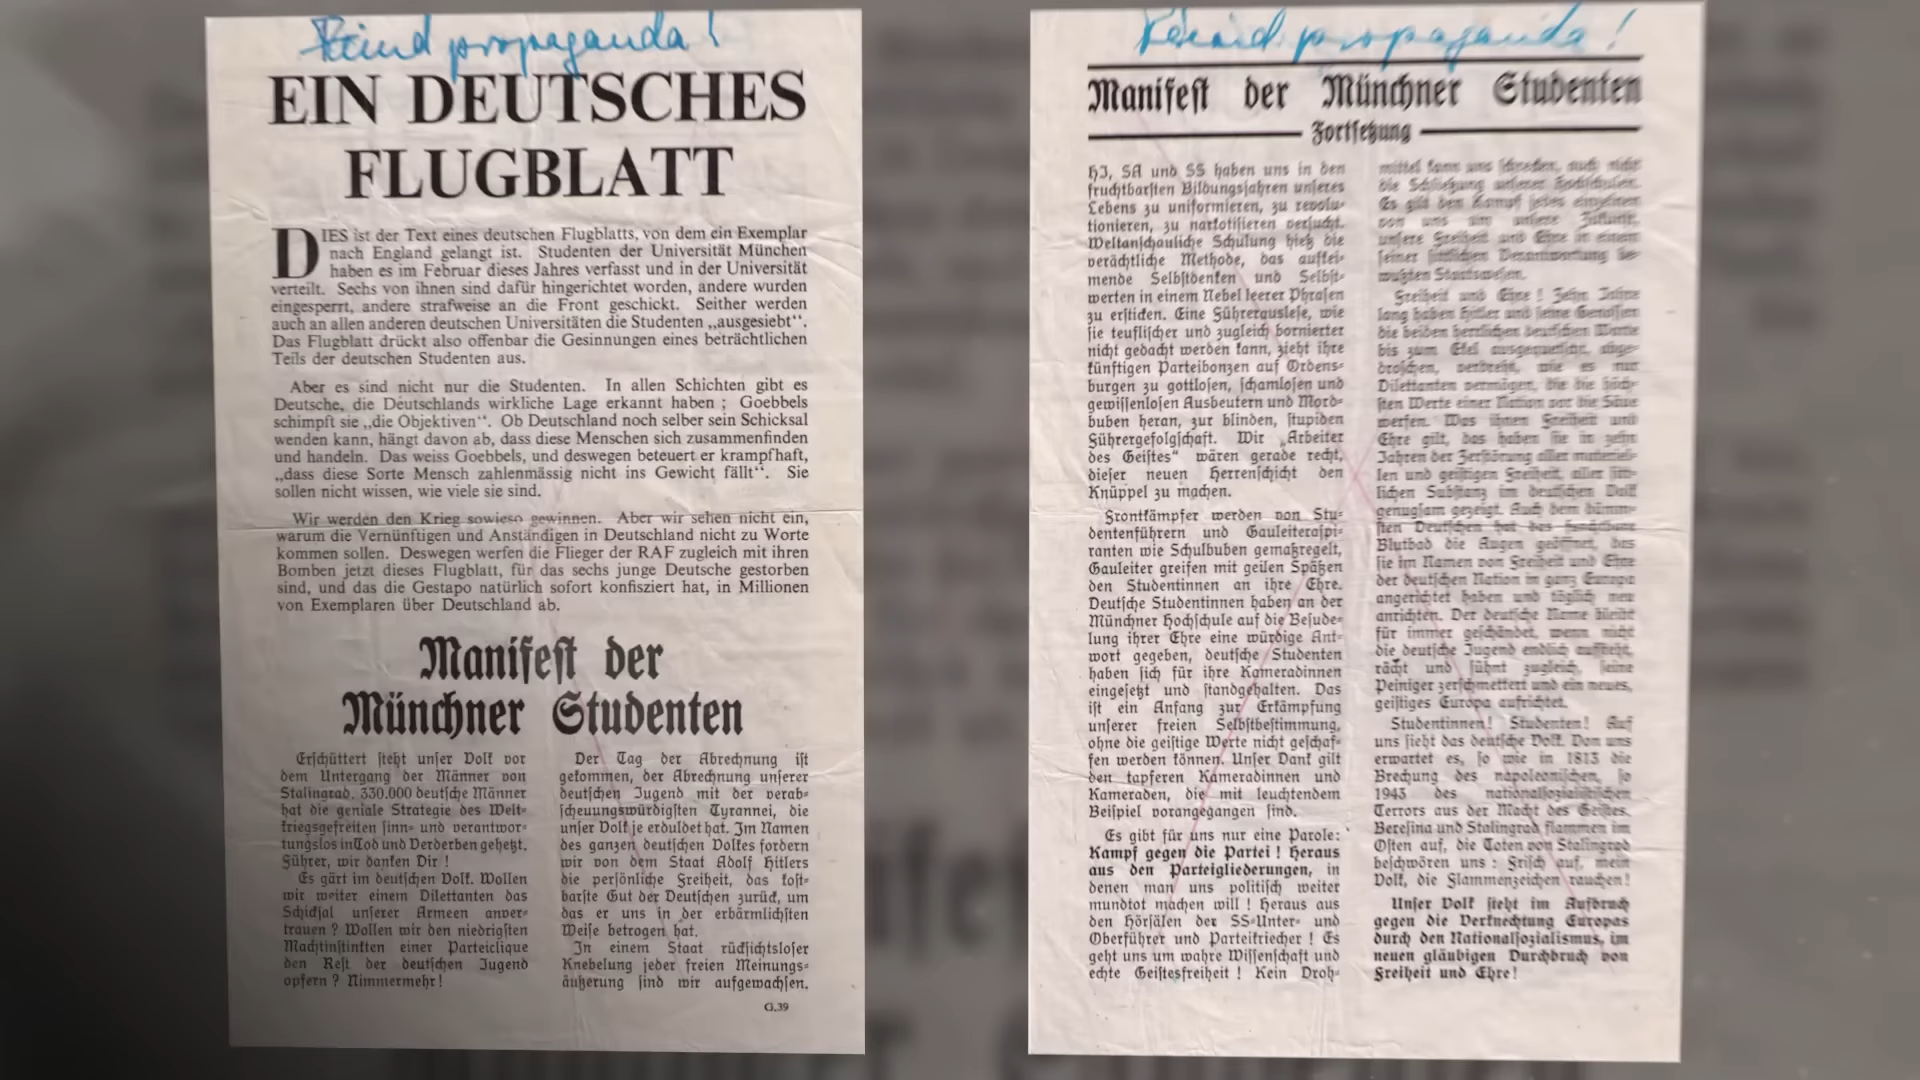 Feind propaganda!
EIN DEUTSCHES
FLUGBLATT
DIES ist der Text eines deutschen Flugblatts, von dem ein Exemplar
nach England gelangt ist. Studenten der Universität München
haben es im Februar dieses Jahres verfasst und in der Universität
verteilt. Sechs von ihnen sind dafür hingerichtet worden, andere wurden
eingesperrt, andere strafweise an die Front geschickt. Seither werden
auch an allen anderen deutschen Universitäten die Studenten „ausgesiebt“.
Das Flugblatt drückt also offenbar die Gesinnungen eines beträchtlichen
Teils der deutschen Studenten aus.
Aber es sind nicht nur die Studenten. In allen Schichten gibt es
Deutsche, die Deutschlands wirkliche Lage erkannt haben ; Goebbels
schimpft sie „die Objektiven“. Ob Deutschland noch selber sein Schicksal
wenden kann, hängt davon ab, dass diese Menschen sich zusammenfinden
und handeln. Das weiss Goebbels, und deswegen beteuert er krampfhaft,
„dass diese Sorte Mensch zahlenmässig nicht ins Gewicht fällt“. Sie
sollen nicht wissen, wie viele sie sind.
Wir werden den Krieg sowieso gewinnen. Aber wir sehen nicht ein,
warum die Vernünftigen und Anständigen in Deutschland nicht zu Worte
kommen sollen. Deswegen werfen die Flieger der RAF zugleich mit ihren
Bomben jetzt dieses Flugblatt, für das sechs junge Deutsche gestorben
sind, und das die Gestapo natürlich sofort konfisziert hat, in Millionen
von Exemplaren über Deutschland ab.
Manifest der
Münchner Studenten
Erschüttert steht unser Volk vor
dem Untergang der Männer von
Stalingrad. 330.000 deutsche Männer
hat die geniale Strategie des Welt-
kriegsgefreiten sinn- und verantwor-
tungslos in Tod und Verderben gehetzt.
Führer, wir danken Dir !
Es gärt im deutschen Volk. Wollen
wir weiter einem Dilettanten das
Schicksal unserer Armeen anver-
trauen ? Wollen wir den niedrigsten
Machtinstinkten einer Parteiclique
den Rest der deutschen Jugend
opfern ? Nimmermehr!
Der Tag der Abrechnung ist
gekommen, der Abrechnung unserer
deutschen Jugend mit der verab-
scheuungswürdigsten Tyrannei, die
unser Volk je erduldet hat. Im Namen
des ganzen deutschen Volkes fordern
wir von dem Staat Adolf Hitlers
die persönliche Freiheit, das kost-
barste Gut der Deutschen zurück, um
das er uns in der erbärmlichsten
Weise betrogen hat.
In einem Staat rücksichtsloser
Knebelung jeder freien Meinungs-
äußerung sind wir aufgewachsen.
G.39
Feind propaganda!
Manifest der Münchner Studenten
Fortsetzung
HJ, SA und SS haben uns in den
fruchtbarsten Bildungsjahren unseres
Lebens zu uniformieren, zu revolu-
tionieren, zu narkotisieren versucht.
Weltanschauliche Schulung hieß die
verächtliche Methode, das aufkei-
mende Selbstdenken und Selbst-
werten in einem Nebel leerer Phrasen
zu ersticken. Eine Führerauslese, wie
sie teuflischer und zugleich bornierter
nicht gedacht werden kann, zieht ihre
künftigen Parteibonzen auf Ordens-
burgen zu gottlosen, schamlosen und
gewissenlosen Ausbeutern und Mord-
buben heran, zur blinden, stupiden
Führergefolgschaft. Wir „Arbeiter
des Geistes“ wären gerade recht,
dieser neuen Herrenschicht den
Knüppel zu machen.
Frontkämpfer werden von Stu-
dentenführern und Gauleiteraspi-
ranten wie Schulbuben gemaßregelt,
Gauleiter greifen mit geilen Späßen
den Studentinnen an ihre Ehre.
Deutsche Studentinnen haben an der
Münchner Hochschule auf die Besude-
lung ihrer Ehre eine würdige Ant-
wort gegeben, deutsche Studenten
haben sich für ihre Kameradinnen
eingesetzt und standgehalten. Das
ist ein Anfang zur Erkämpfung
unserer freien Selbstbestimmung,
ohne die geistige Werte nicht geschaf-
fen werden können. Unser Dank gilt
den tapferen Kameradinnen und
Kameraden, die mit leuchtendem
Beispiel vorangegangen sind.
Es gibt für uns nur eine Parole:
Kampf gegen die Partei ! Heraus
aus den Parteigliederungen, in
denen man uns politisch weiter
mundtot machen will ! Heraus aus
den Hörsälen der SS-Unter- und
Oberführer und Parteikriecher ! Es
geht uns um wahre Wissenschaft und
echte Geistesfreiheit ! Kein Droh-
mittel kann uns schrecken, auch nicht
die Schließung unserer Hochschulen.
Es gilt den Kampf jedes einzelnen
von uns um unsere Zukunft,
unsere Freiheit und Ehre in einem
seiner sittlichen Verantwortung be-
wußten Staatswesen.
Freiheit und Ehre ! Zehn Jahre
lang haben Hitler und seine Genossen
die beiden herrlichen deutschen Worte
bis zum Ekel ausgequetscht, abge-
droschen, verdreht, wie es nur
Dilettanten vermögen, die die höch-
sten Werte einer Nation vor die Säue
werfen. Was ihnen Freiheit und
Ehre gilt, das haben sie in zehn
Jahren der Zerstörung aller materiel-
len und geistigen Freiheit, aller sitt-
lichen Substanz im deutschen Volk
genugsam gezeigt. Auch dem dümm-
sten Deutschen hat das furchtbare
Blutbad die Augen geöffnet, das
sie im Namen von Freiheit und Ehre
der deutschen Nation in ganz Europa
angerichtet haben und täglich neu
anrichten. Der deutsche Name bleibt
für immer geschändet, wenn nicht
die deutsche Jugend endlich aufsteht,
rächt und sühnt zugleich, seine
Peiniger zerschmettert und ein neues,
geistiges Europa aufrichtet.
Studentinnen! Studenten! Auf
uns sieht das deutsche Volk. Von uns
erwartet es, so wie in 1813 die
Brechung des napoleonischen, so
1943 des nationalsozialistischen
Terrors aus der Macht des Geistes.
Beresina und Stalingrad flammen im
Osten auf, die Toten von Stalingrad
beschwören uns : Frisch auf, mein
Volk, die Flammenzeichen rauchen!
Unser Volk steht im Aufbruch
gegen die Verknechtung Europas
durch den Nationalsozialismus, im
neuen gläubigen Durchbruch von
Freiheit und Ehre!